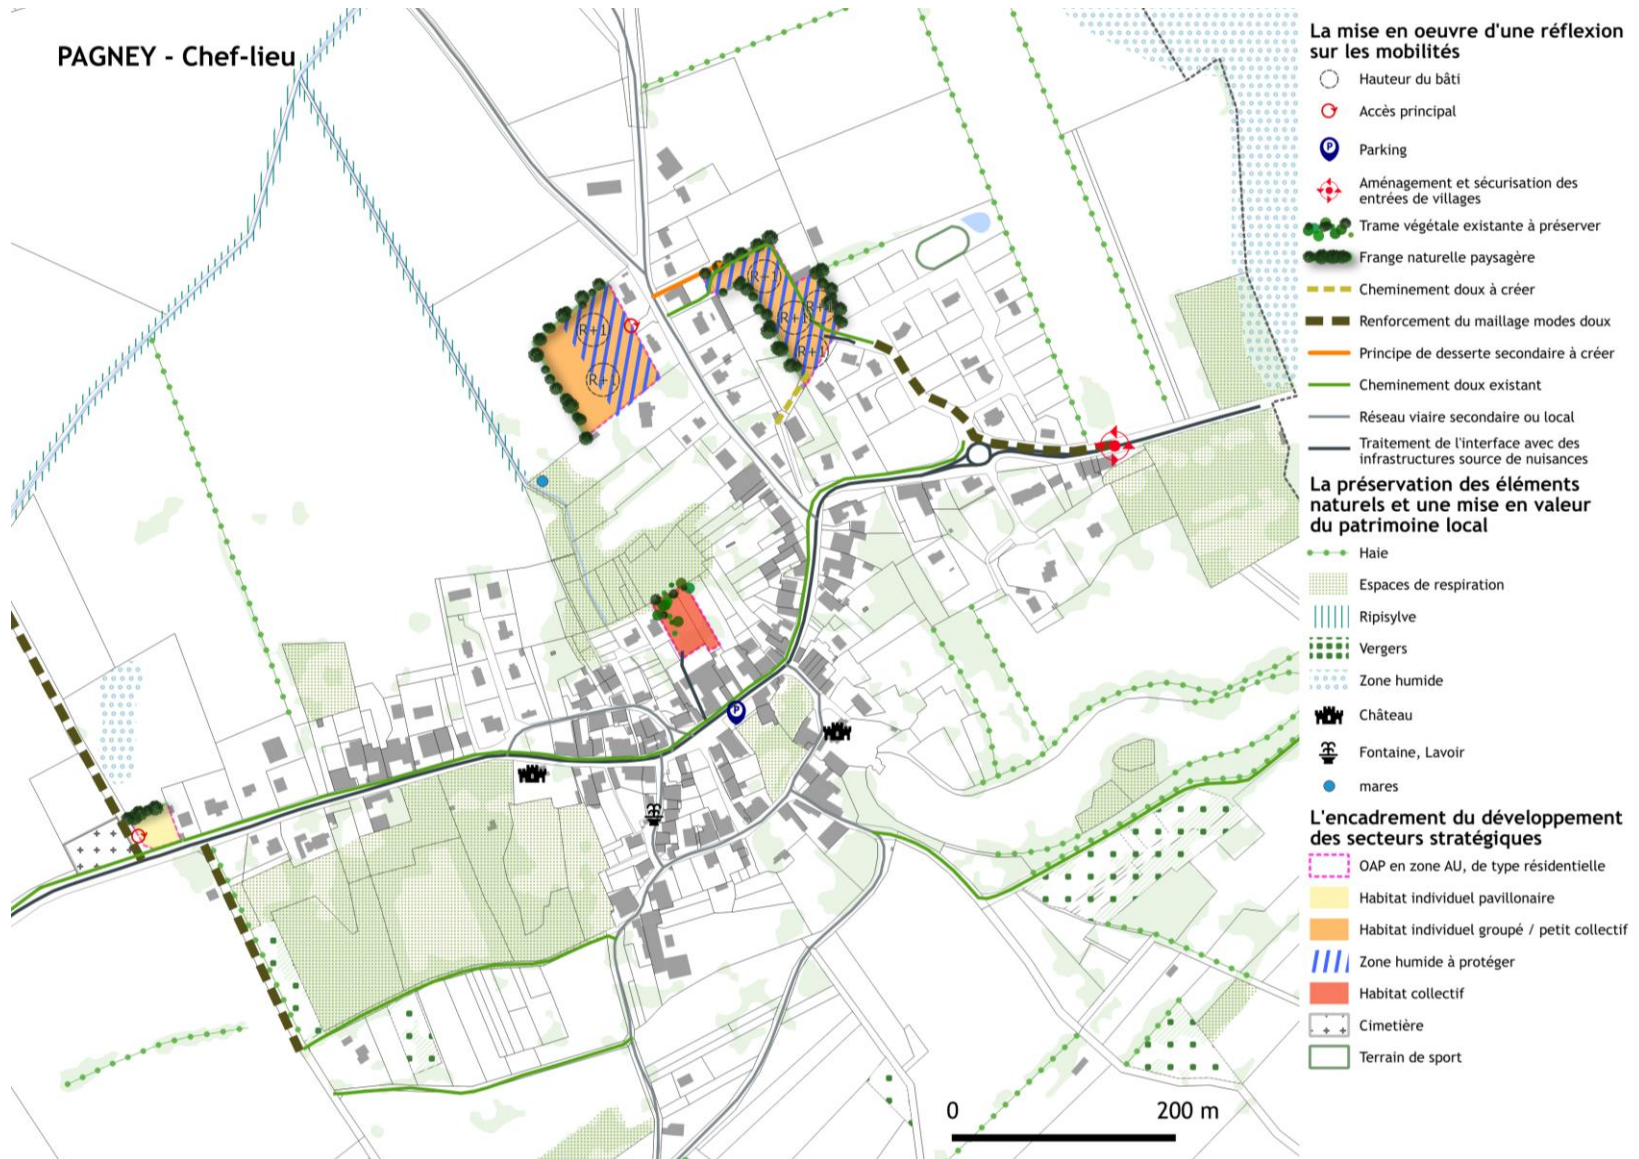 PAGNEY - Chef-lieu
R+1
R+1
R+1
R+1
R+1
R+1
P
0
200 m
La mise en oeuvre d'une réflexion
sur les mobilités
Hauteur du bâti
Accès principal
P
Parking
Aménagement et sécurisation des
entrées de villages
Trame végétale existante à préserver
Frange naturelle paysagère
Cheminement doux à créer
Renforcement du maillage modes doux
Principe de desserte secondaire à créer
Cheminement doux existant
Réseau viaire secondaire ou local
Traitement de l'interface avec des
infrastructures source de nuisances
La préservation des éléments
naturels et une mise en valeur
du patrimoine local
Haie
Espaces de respiration
Ripisylve
Vergers
Zone humide
Château
Fontaine, Lavoir
mares
L'encadrement du développement
des secteurs stratégiques
OAP en zone AU, de type résidentielle
Habitat individuel pavillonaire
Habitat individuel groupé / petit collectif
Zone humide à protéger
Habitat collectif
Cimetière
Terrain de sport